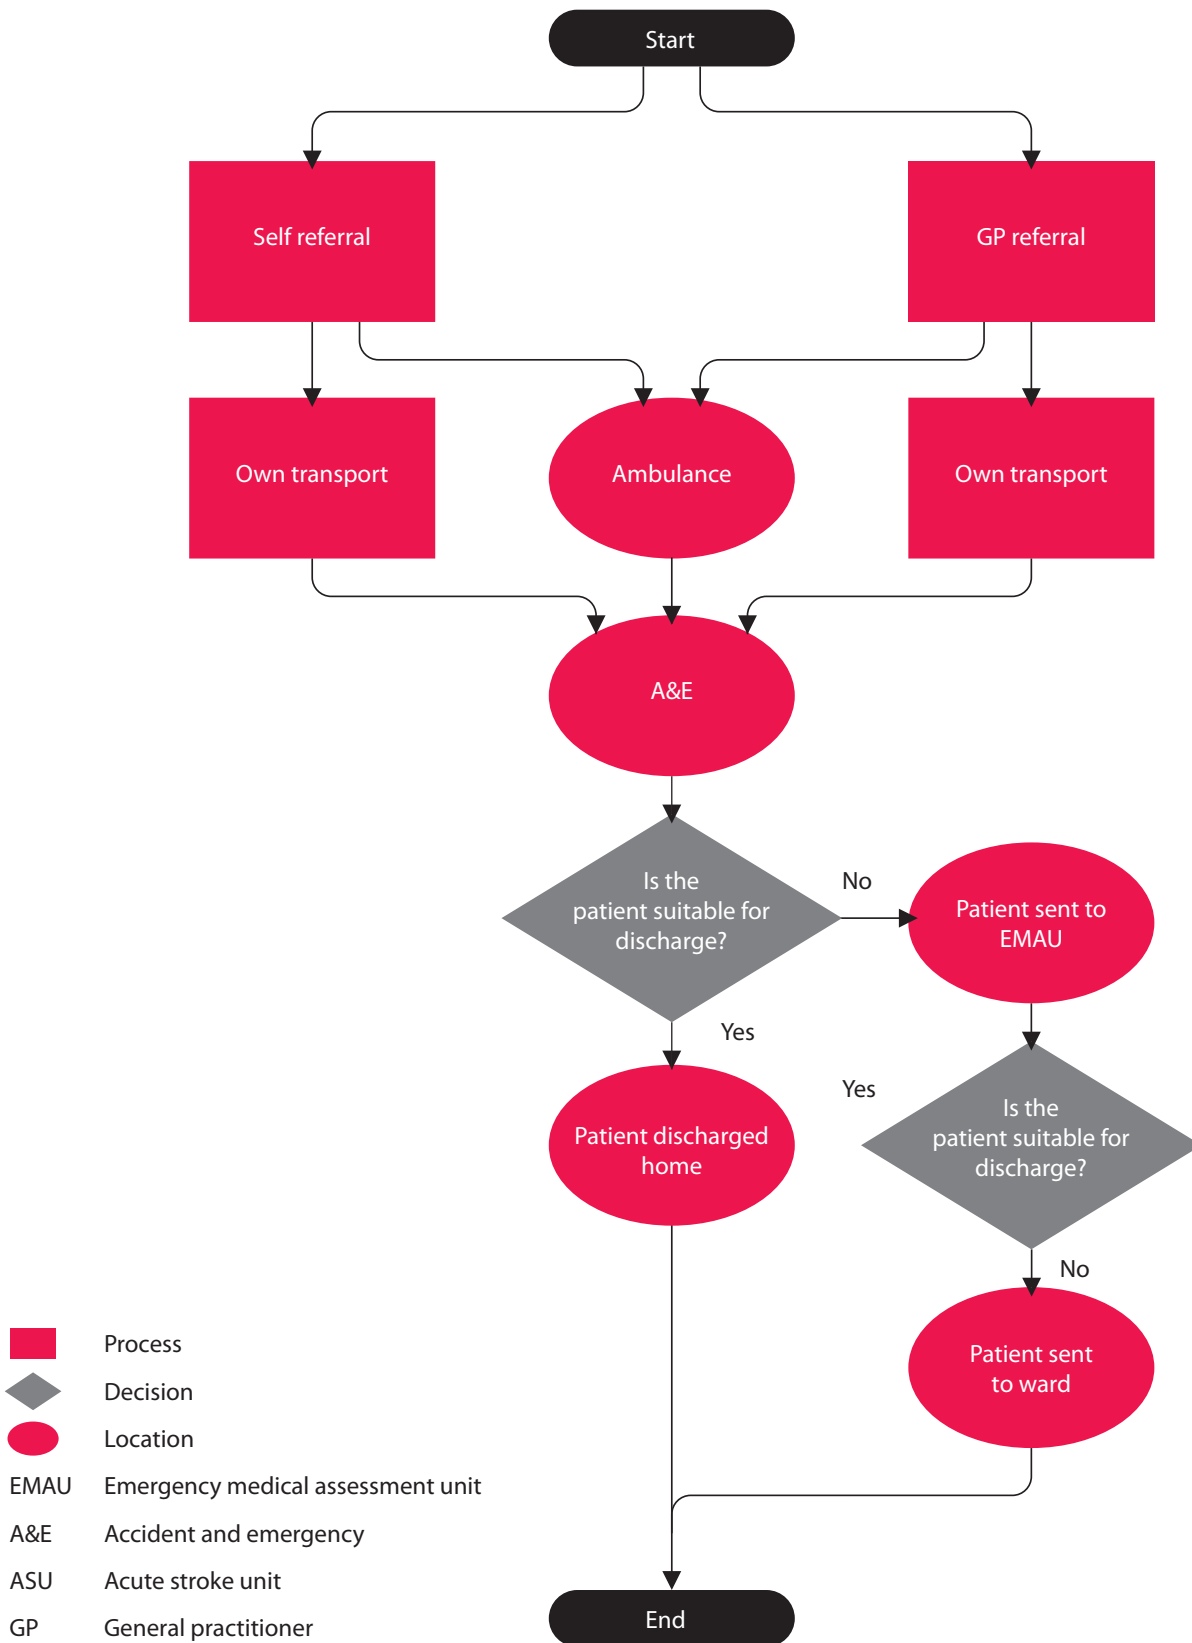 Start
Self referral
GP referral
Own transport
Ambulance
Own transport
A&E
Is the
patient suitable for
discharge?
No
Patient sent to
EMAU
Yes
Patient discharged
home
Yes
Is the
patient suitable for
discharge?
No
Patient sent
to ward
End
Process
Decision
Location
EMAU Emergency medical assessment unit
A&E Accident and emergency
ASU Acute stroke unit
GP General practitioner